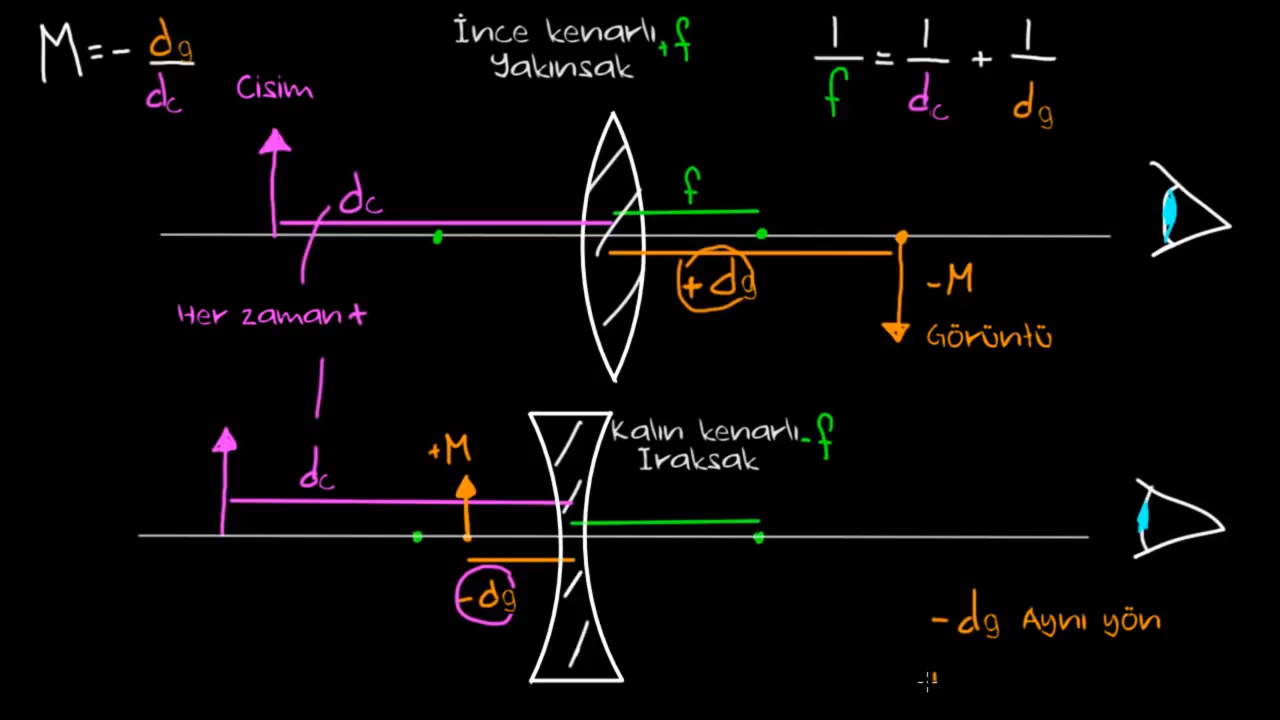 M = - dg / dc
Cisim
İnce kenarlı +f
Yakınsak
1/f = 1/dc + 1/dg
dc
f
+ dg
- M
Görüntü
Her zaman +
dc
+M
Kalın kenarlı -f
Iraksak
- dg
- dg Aynı yön